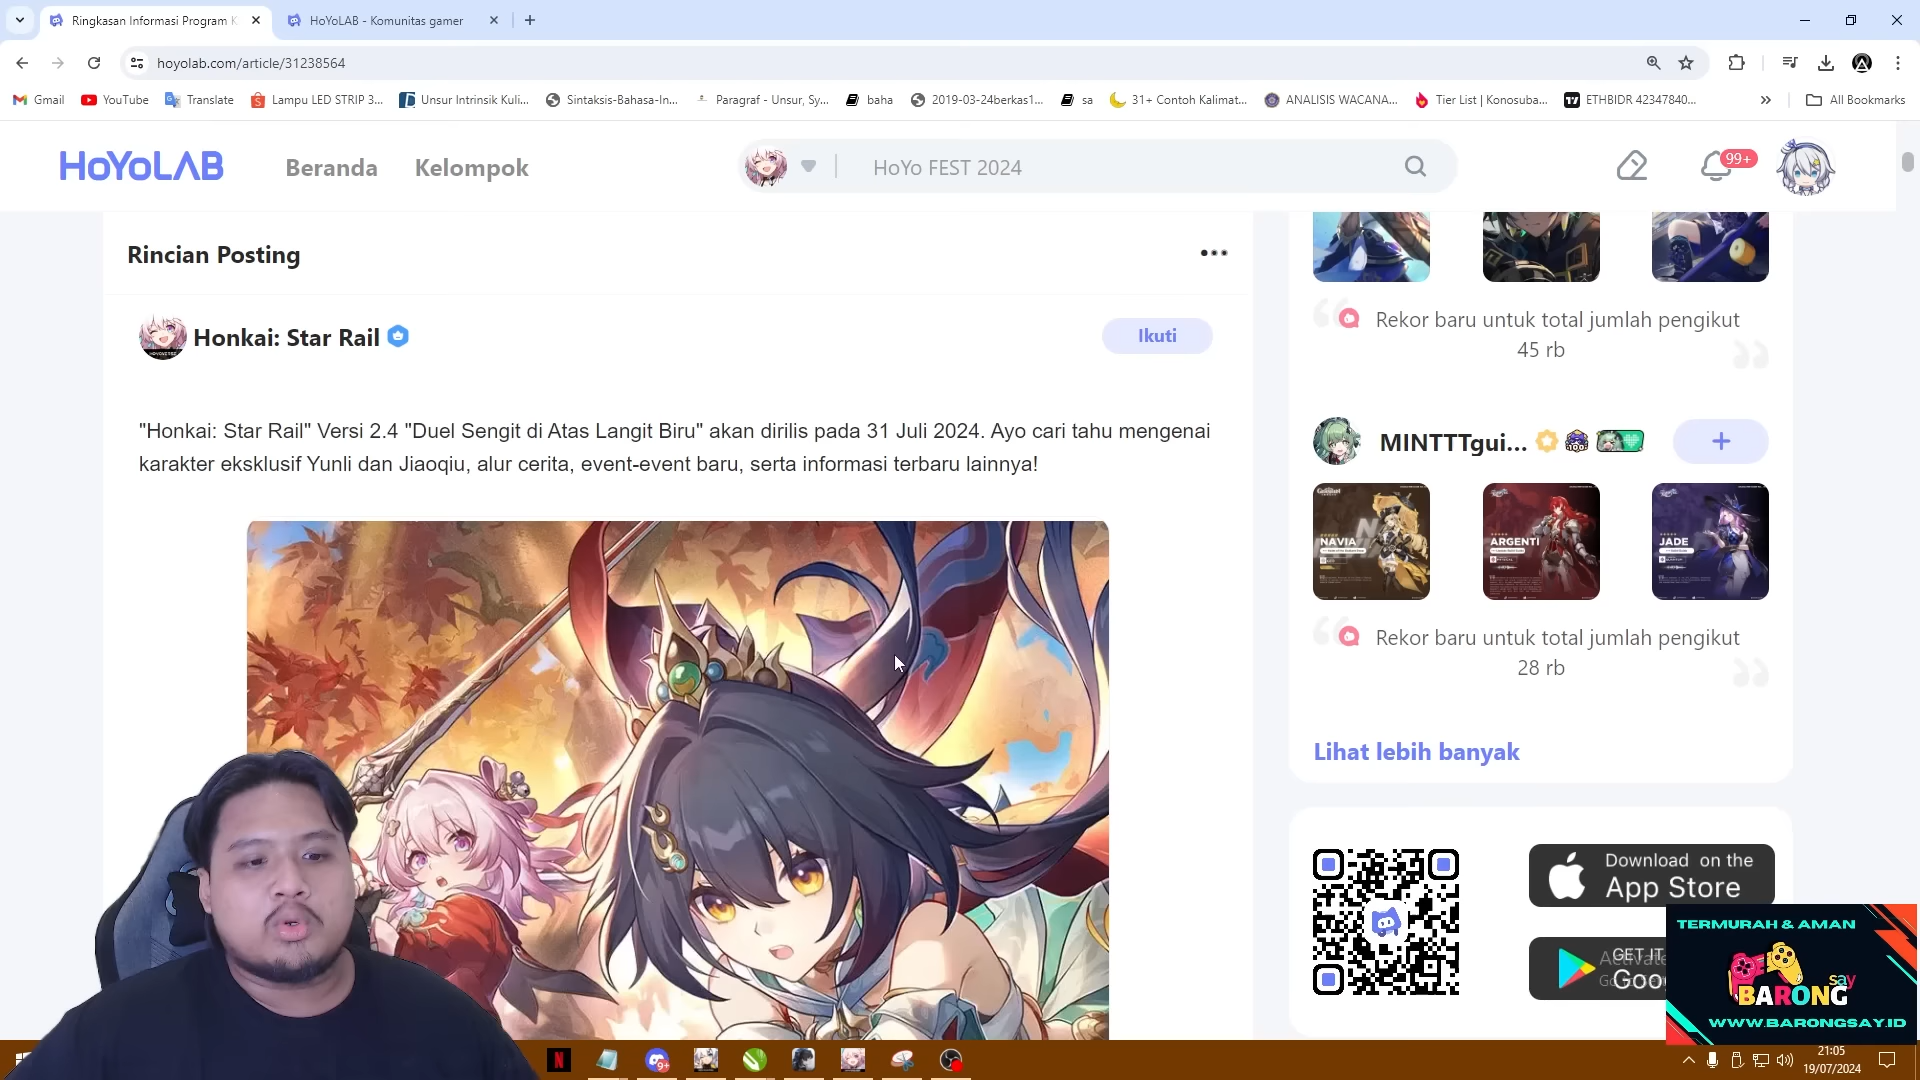 Ringkasan Informasi Program K
HoYoLAB - Komunitas gamer
hoyolab.com/article/31238564
Gmail
YouTube
Translate
Lampu LED STRIP 3...
Unsur Intrinsik Kuli...
Sintaksis-Bahasa-In...
Paragraf - Unsur, Sy...
baha
2019-03-24berkas1...
sa
31+ Contoh Kalimat...
ANALISIS WACANA...
Tier List | Konosuba...
ETHBIDR 42347840...
All Bookmarks
HoYoLAB
Beranda
Kelompok
HoYo FEST 2024
99+
Rincian Posting
Honkai: Star Rail
Ikuti
"Honkai: Star Rail" Versi 2.4 "Duel Sengit di Atas Langit Biru" akan dirilis pada 31 Juli 2024. Ayo cari tahu mengenai
karakter eksklusif Yunli dan Jiaoqiu, alur cerita, event-event baru, serta informasi terbaru lainnya!
Rekor baru untuk total jumlah pengikut
45 rb
MINTTTgui...
NAVIA
ARGENTI
JADE
Rekor baru untuk total jumlah pengikut
28 rb
Lihat lebih banyak
Download on the
App Store
GET IT
Goo
TERMURAH & AMAN
BARONG
say
WWW.BARONGSAY.ID
21:05
19/07/2024